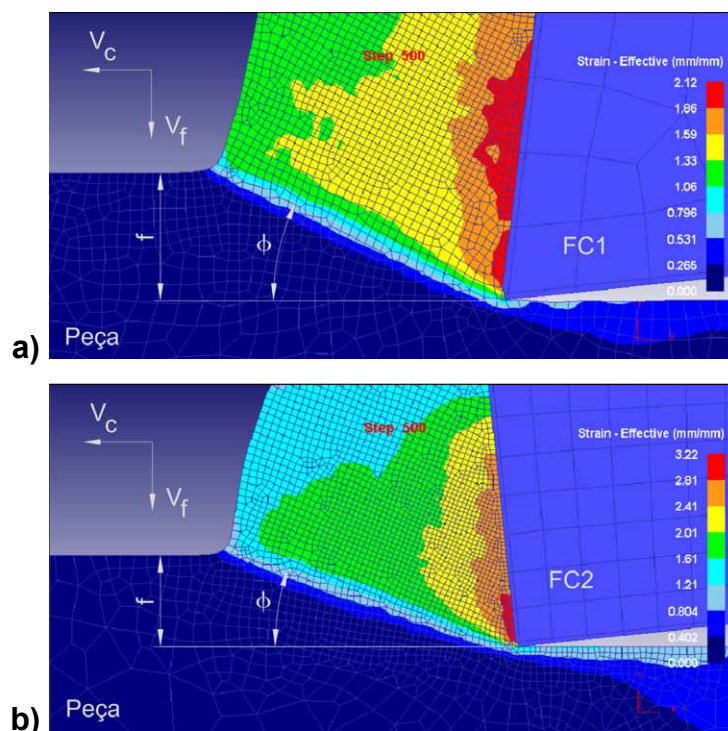 a)
Vc
Vf
f
ϕ
Peça
Step 500
FC1
Strain - Effective (mm/mm)
2.12
1.86
1.59
1.33
1.06
0.796
0.531
0.265
0.000
b)
Vc
Vf
f
ϕ
Peça
Step 500
FC2
Strain - Effective (mm/mm)
3.22
2.81
2.41
2.01
1.61
1.21
0.804
0.402
0.000